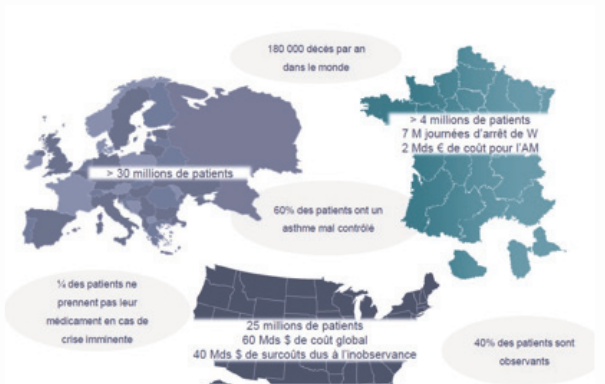 180 000 décès par an
dans le monde
> 4 millions de patients
7 M journées d'arrêt de W
2 Mds € de coût pour l'AM
> 30 millions de patients
60% des patients ont un
asthme mal contrôlé
¼ des patients ne
prennent pas leur
médicament en cas de
crise imminente
25 millions de patients
60 Mds $ de coût global
40 Mds $ de surcoûts dus à l'inobservance
40% des patients sont
observants